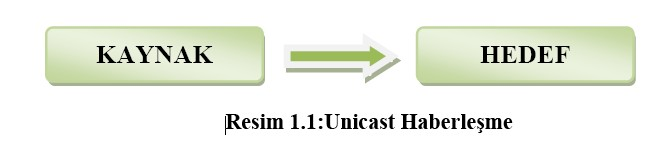 KAYNAK HEDEF
Resim 1.1:Unicast Haberleşme